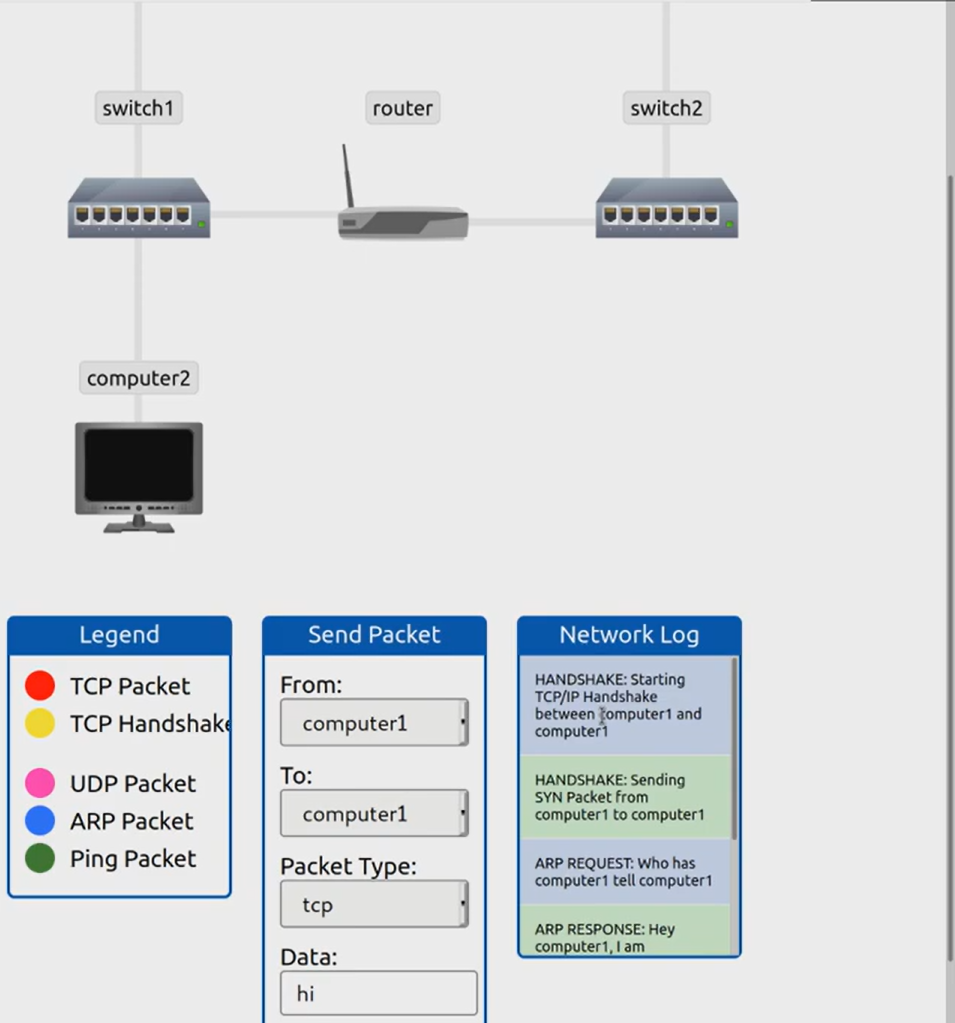 switch1
router
switch2
computer2
Legend
TCP Packet
TCP Handshake
UDP Packet
ARP Packet
Ping Packet
Send Packet
From:
computer1
To:
computer1
Packet Type:
tcp
Data:
hi
Network Log
HANDSHAKE: Starting
TCP/IP Handshake
between computer1 and
computer1
HANDSHAKE: Sending
SYN Packet from
computer1 to computer1
ARP REQUEST: Who has
computer1 tell computer1
ARP RESPONSE: Hey
computer1, I am